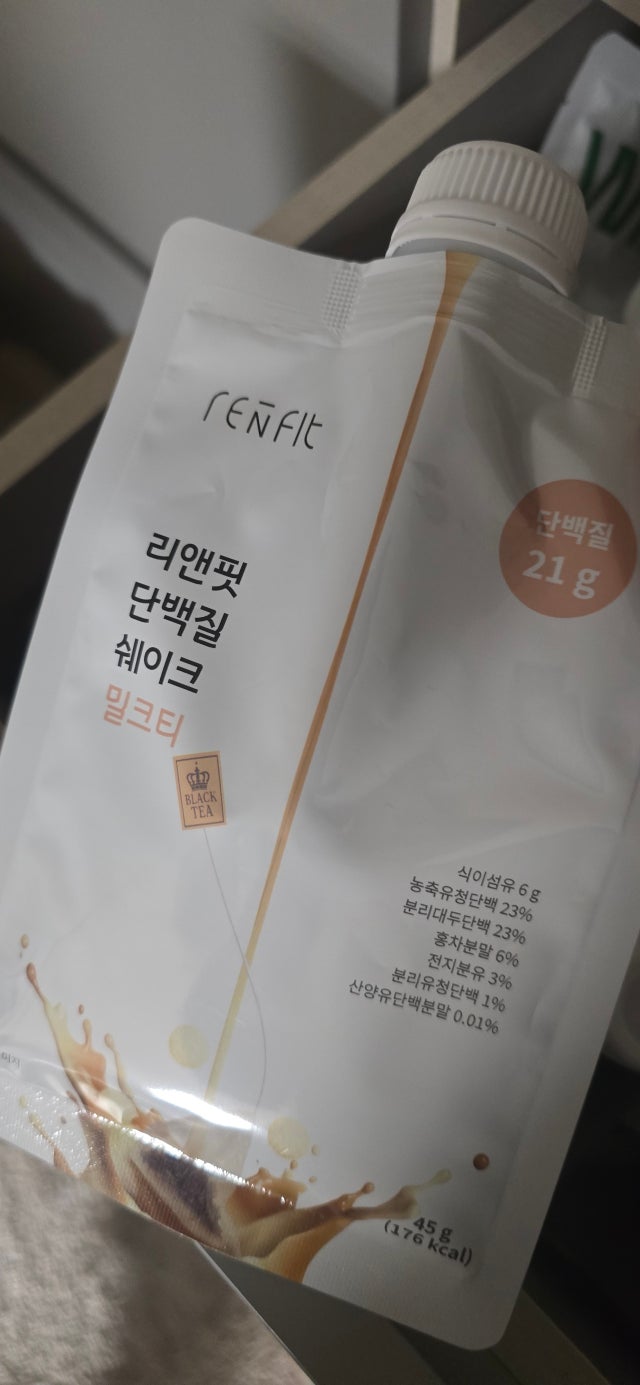 renFit
리앤핏
단백질
쉐이크
밀크티
BLACK
TEA
단백질
21 g
식이섬유 6 g
농축유청단백 23%
분리대두단백 23%
홍차분말 6%
전지분유 3%
분리유청단백 1%
산양유단백분말 0.01%
45 g
(176 kcal)